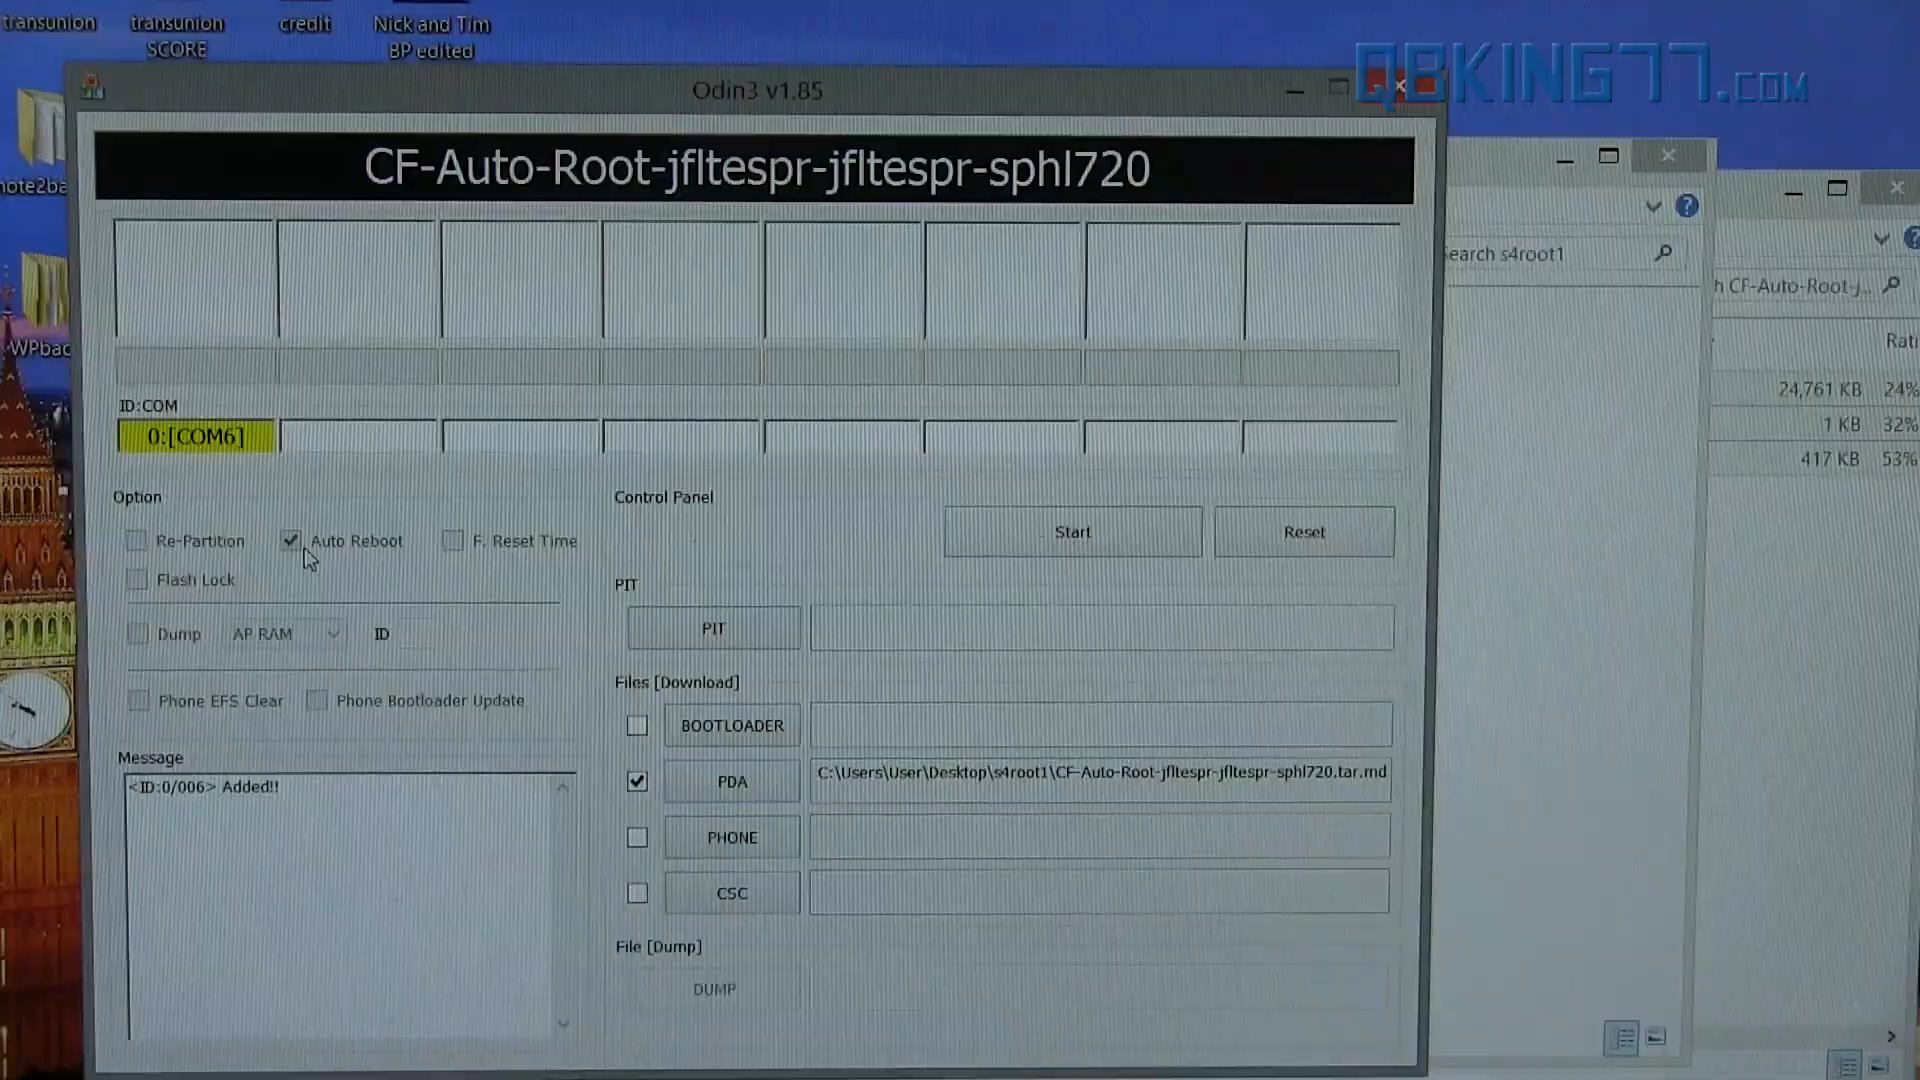 transunion
transunion
SCORE
credit
Nick and Tim
BP edited
QBKING77.COM
Odin3 v1.85
CF-Auto-Root-jfltespr-jfltespr-sphl720
note2ba
WPbac
ID:COM
0:[COM6]
Option
Re-Partition
Auto Reboot
F. Reset Time
Flash Lock
Dump
AP RAM
ID
Phone EFS Clear
Phone Bootloader Update
Message
<ID:0/006> Added!!
Control Panel
Start
Reset
PIT
PIT
Files [Download]
BOOTLOADER
PDA
C:\Users\User\Desktop\s4root1\CF-Auto-Root-jfltespr-jfltespr-sphl720.tar.md
PHONE
CSC
File [Dump]
DUMP
Search s4root1
h CF-Auto-Root-j...
Rati
24,761 KB 24%
1 KB 32%
417 KB 53%